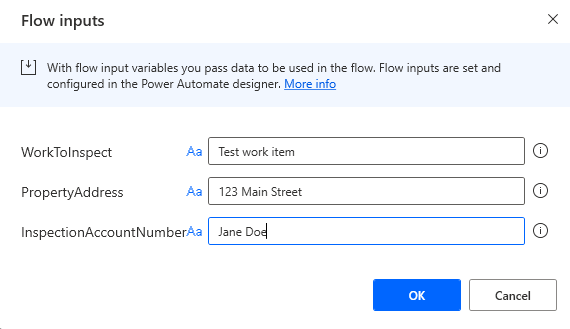 Flow inputs
With flow input variables you pass data to be used in the flow. Flow inputs are set and
configured in the Power Automate designer. More info
WorkToInspect Aa Test work item
PropertyAddress Aa 123 Main Street
InspectionAccountNumber Aa Jane Doe
OK Cancel